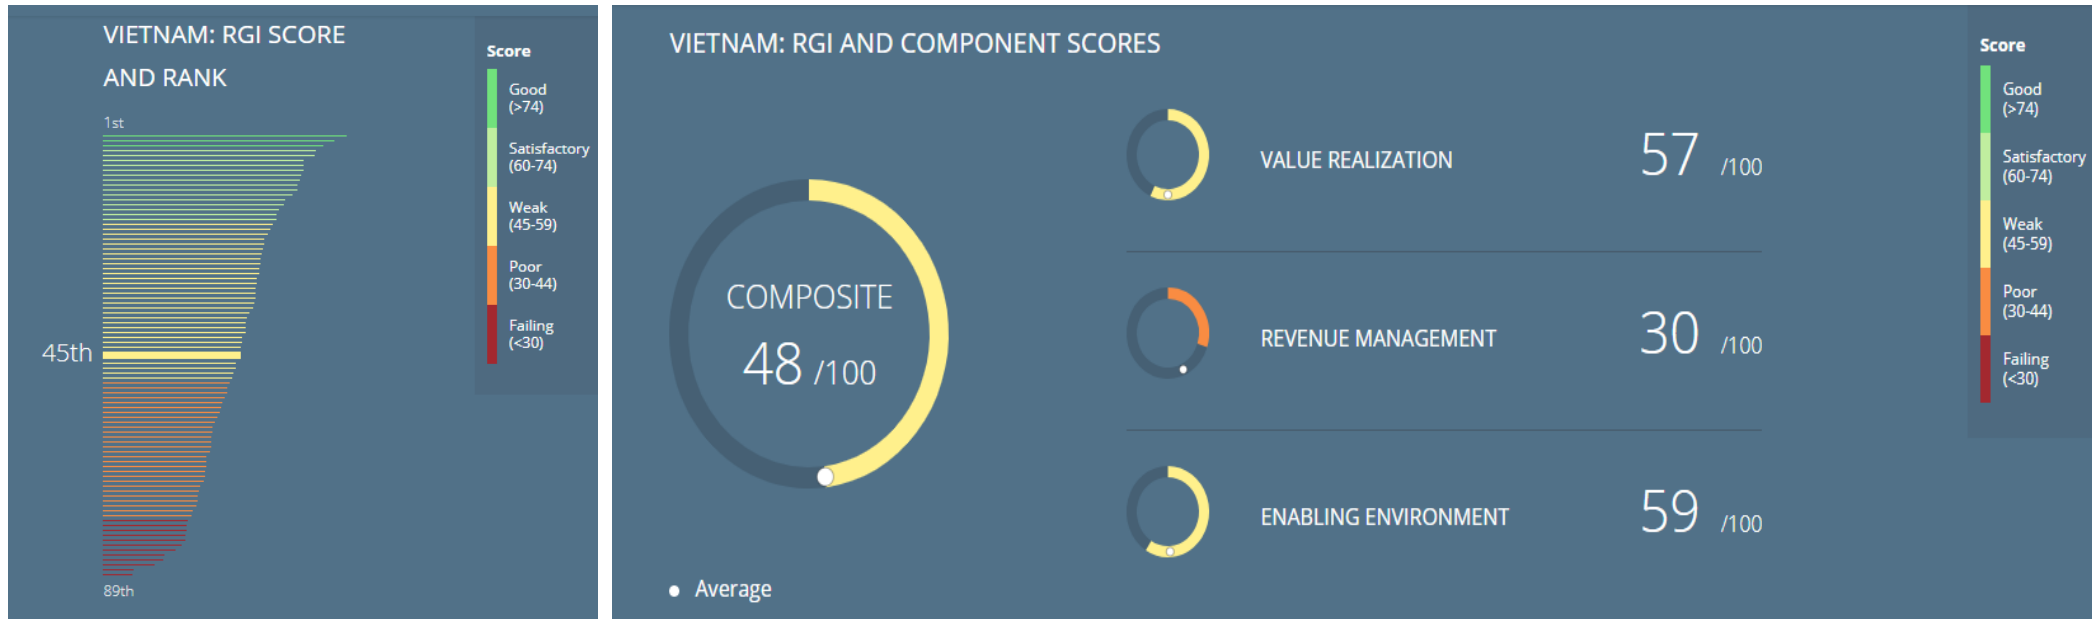 VIETNAM: RGI SCORE
AND RANK
1st
45th
89th
Score
Good
(>74)
Satisfactory
(60-74)
Weak
(45-59)
Poor
(30-44)
Failing
(<30)
VIETNAM: RGI AND COMPONENT SCORES
COMPOSITE
48 /100
VALUE REALIZATION 57 /100
REVENUE MANAGEMENT 30 /100
ENABLING ENVIRONMENT 59 /100
Average
Score
Good
(>74)
Satisfactory
(60-74)
Weak
(45-59)
Poor
(30-44)
Failing
(<30)